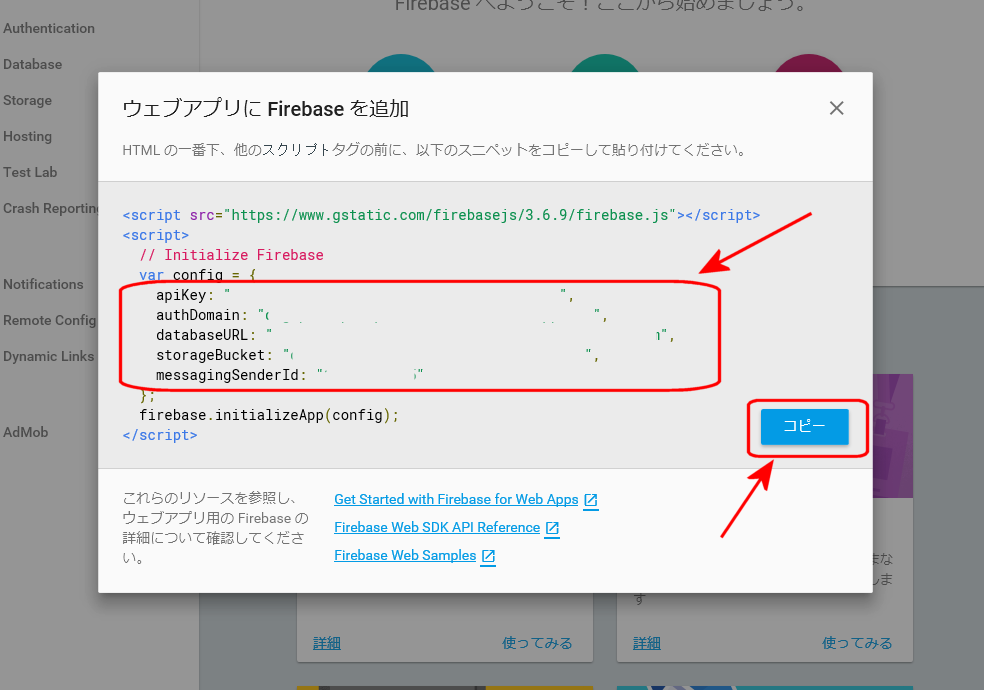 Firebase へようこそ！ここから始めましょう。
Authentication
Database
Storage
Hosting
Test Lab
Crash Reporting
Notifications
Remote Config
Dynamic Links
AdMob
ウェブアプリに Firebase を追加
HTML の一番下、他のスクリプトタグの前に、以下のスニペットをコピーして貼り付けてください。
<script src="https://www.gstatic.com/firebasejs/3.6.9/firebase.js"></script>
<script>
// Initialize Firebase
var config = {
apiKey: " ",
authDomain: " ",
databaseURL: " ",
storageBucket: " ",
messagingSenderId: " "
};
firebase.initializeApp(config);
</script>
コピー
これらのリソースを参照し、
ウェブアプリ用の Firebase の
詳細について確認してくださ
い。
Get Started with Firebase for Web Apps
Firebase Web SDK API Reference
Firebase Web Samples
まな
しま
す
詳細 使ってみる
詳細 使ってみる